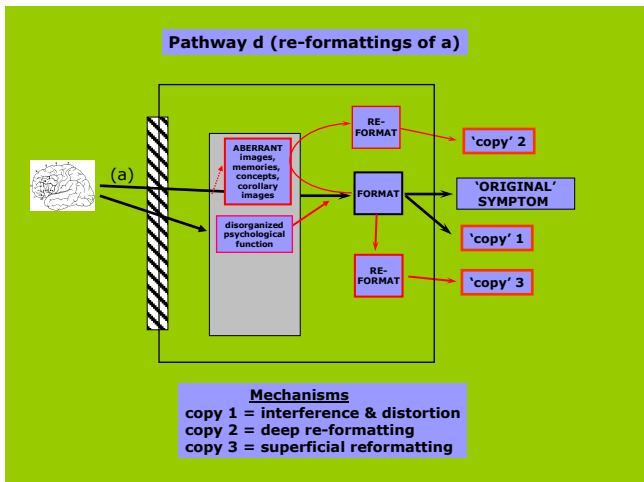 Pathway d (re-formattings of a)
RE-
FORMAT
‘copy’ 2
ABERRANT
images,
memories,
concepts,
corollary
images
(a)
FORMAT
‘ORIGINAL’
SYMPTOM
disorganized
psychological
function
‘copy’ 1
RE-
FORMAT
‘copy’ 3
Mechanisms
copy 1 = interference & distortion
copy 2 = deep re-formatting
copy 3 = superficial reformatting